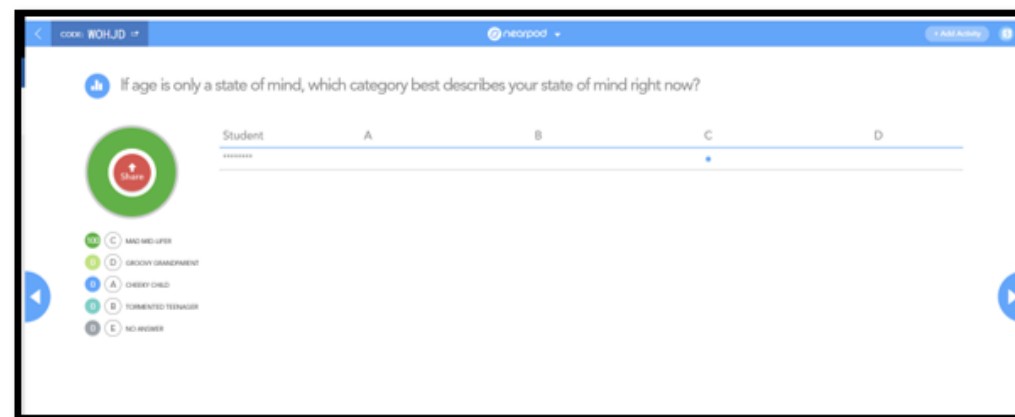 CODE: WOHJD
nearpod
+ Add Activity
If age is only a state of mind, which category best describes your state of mind right now?
Student A B C D
********
Share
100 C MAD MID-LIFER
0 D GROOVY GRANDPARENT
0 A CHEEKY CHILD
0 B TORMENTED TEENAGER
0 E NO ANSWER